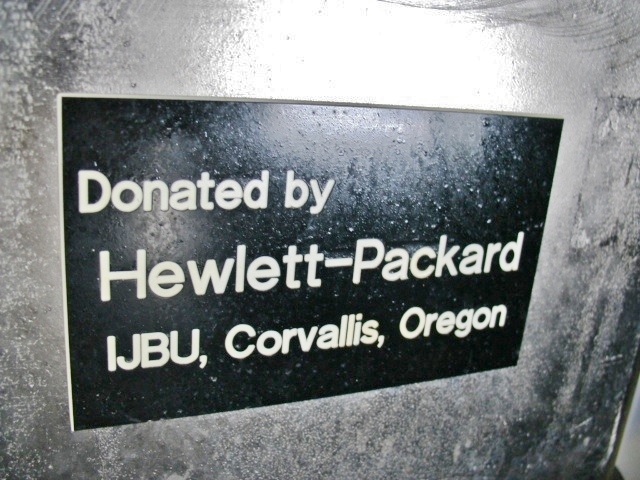 Donated by
Hewlett-Packard
IJBU, Corvallis, Oregon